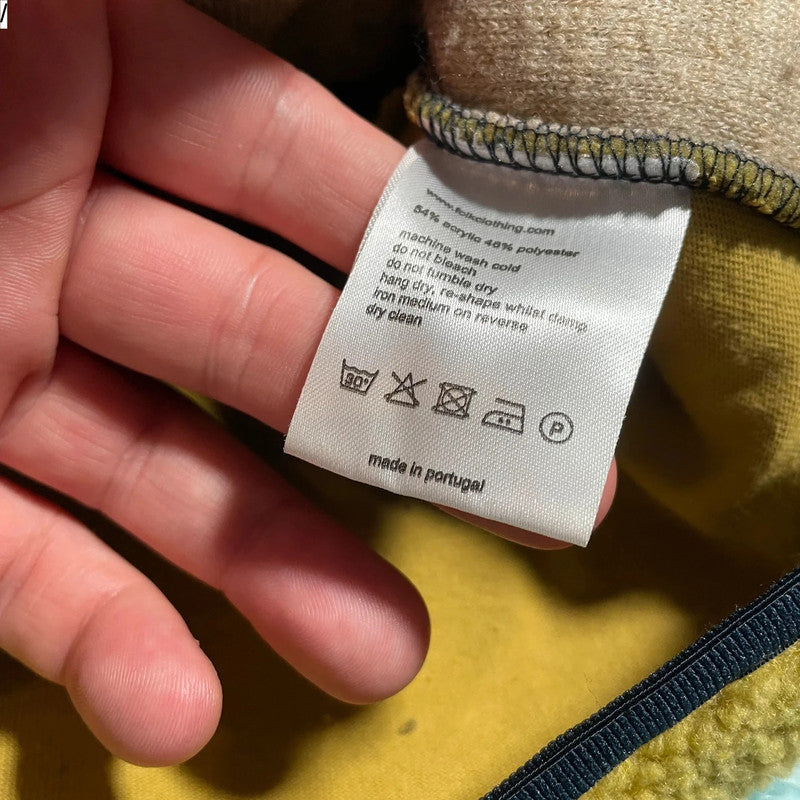 www.folkclothing.com
54% acrylic 46% polyester
machine wash cold
do not bleach
do not tumble dry
hang dry, re-shape whilst damp
iron medium on reverse
dry clean
30°
P
made in portugal